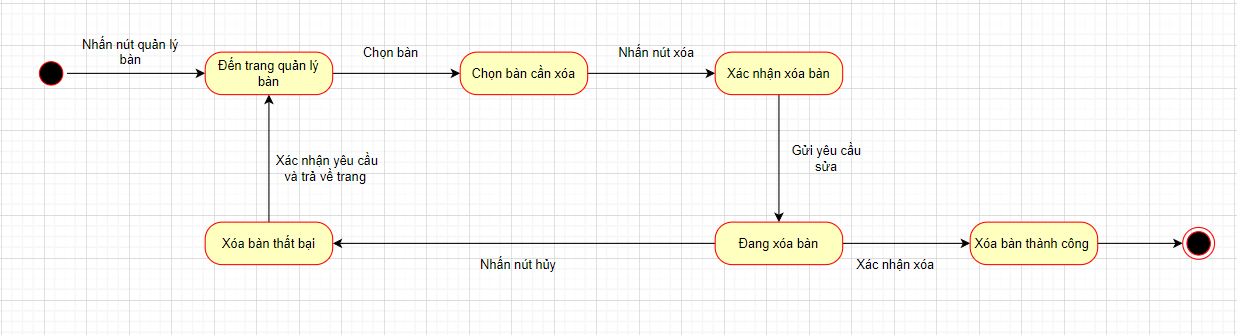 Nhấn nút quản lý
bàn
Đến trang quản lý
bàn
Chọn bàn
Chọn bàn cần xóa
Nhấn nút xóa
Xác nhận xóa bàn
Gửi yêu cầu
sửa
Xác nhận yêu cầu
và trả về trang
Xóa bàn thất bại
Nhấn nút hủy
Đang xóa bàn
Xác nhận xóa
Xóa bàn thành công